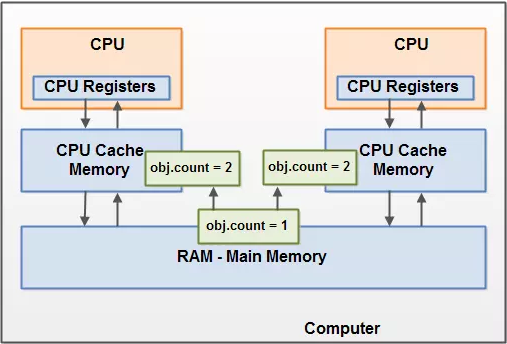 CPU
CPU
CPU Registers
CPU Registers
CPU Cache
Memory
obj.count = 2
obj.count = 2
CPU Cache
Memory
obj.count = 1
RAM - Main Memory
Computer